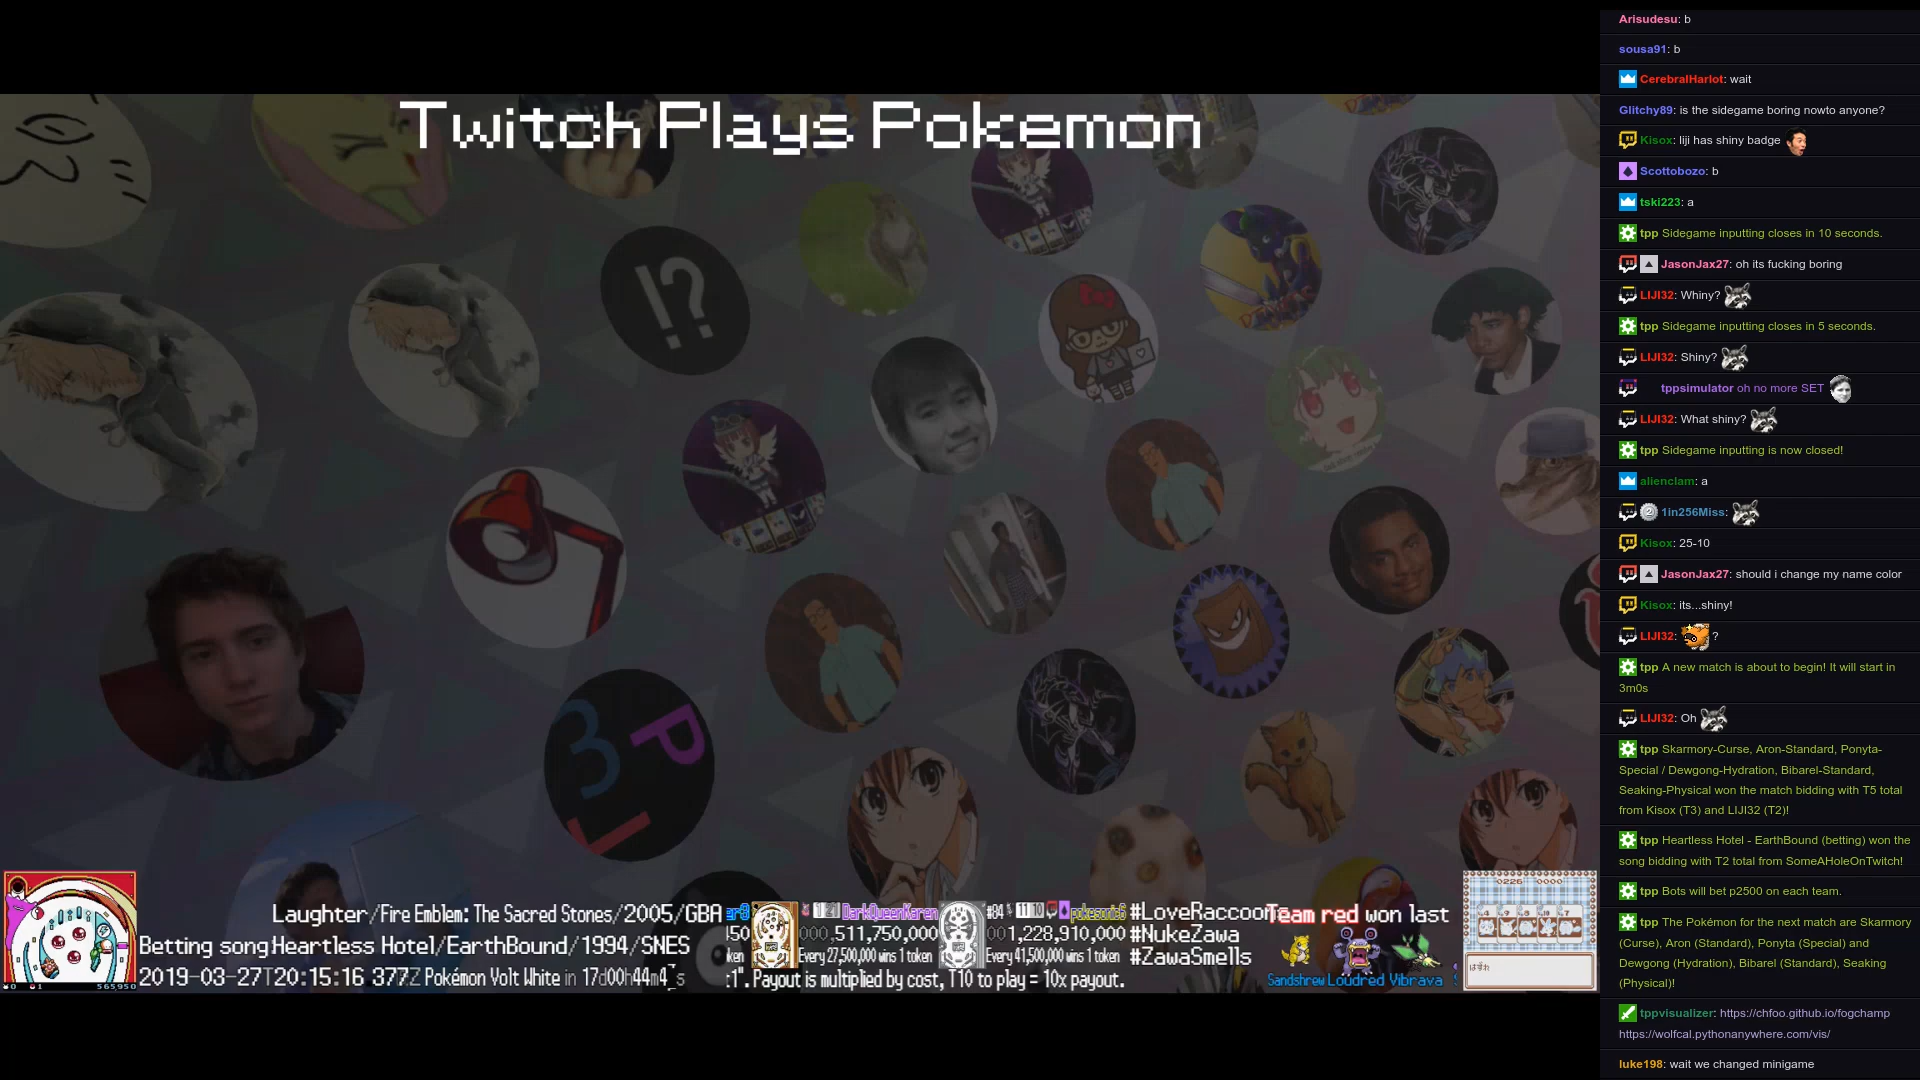 Twitch Plays Pokemon
!?
Laughter/Fire Emblem: The Sacred Stones/2005/GBA
Betting song Heartless Hotel/EarthBound/1994/SNES
2019-03-27T20:15:16.377Z Pokémon Volt White in 17d00h44m4_s
565,950
DarkQueenKaren
,511,750,000
Every 27,500,000 wins 1 token
#84
pokesonic6
1,228,910,000
Every 41,500,000 wins 1 token
t1". Payout is multiplied by cost, T10 to play = 10x payout.
#LoveRaccoons
#NukeZawa
#ZawaSmells
Team red won last
Sandshrew Loudred Vibrava
0226 0000
はずれ
Arisudesu: b
sousa91: b
CerebralHarlot: wait
Glitchy89: is the sidegame boring nowto anyone?
Kisox: liji has shiny badge
Scottobozo: b
tski223: a
tpp Sidegame inputting closes in 10 seconds.
JasonJax27: oh its fucking boring
LIJI32: Whiny?
tpp Sidegame inputting closes in 5 seconds.
LIJI32: Shiny?
tppsimulator oh no more SET
LIJI32: What shiny?
tpp Sidegame inputting is now closed!
alienclam: a
1in256Miss:
Kisox: 25-10
JasonJax27: should i change my name color
Kisox: its...shiny!
LIJI32: ?
tpp A new match is about to begin! It will start in
3m0s
LIJI32: Oh
tpp Skarmory-Curse, Aron-Standard, Ponyta-
Special / Dewgong-Hydration, Bibarel-Standard,
Seaking-Physical won the match bidding with T5 total
from Kisox (T3) and LIJI32 (T2)!
tpp Heartless Hotel - EarthBound (betting) won the
song bidding with T2 total from SomeAHoleOnTwitch!
tpp Bots will bet p2500 on each team.
tpp The Pokémon for the next match are Skarmory
(Curse), Aron (Standard), Ponyta (Special) and
Dewgong (Hydration), Bibarel (Standard), Seaking
(Physical)!
tppvisualizer: https://chfoo.github.io/fogchamp
https://wolfcal.pythonanywhere.com/vis/
luke198: wait we changed minigame